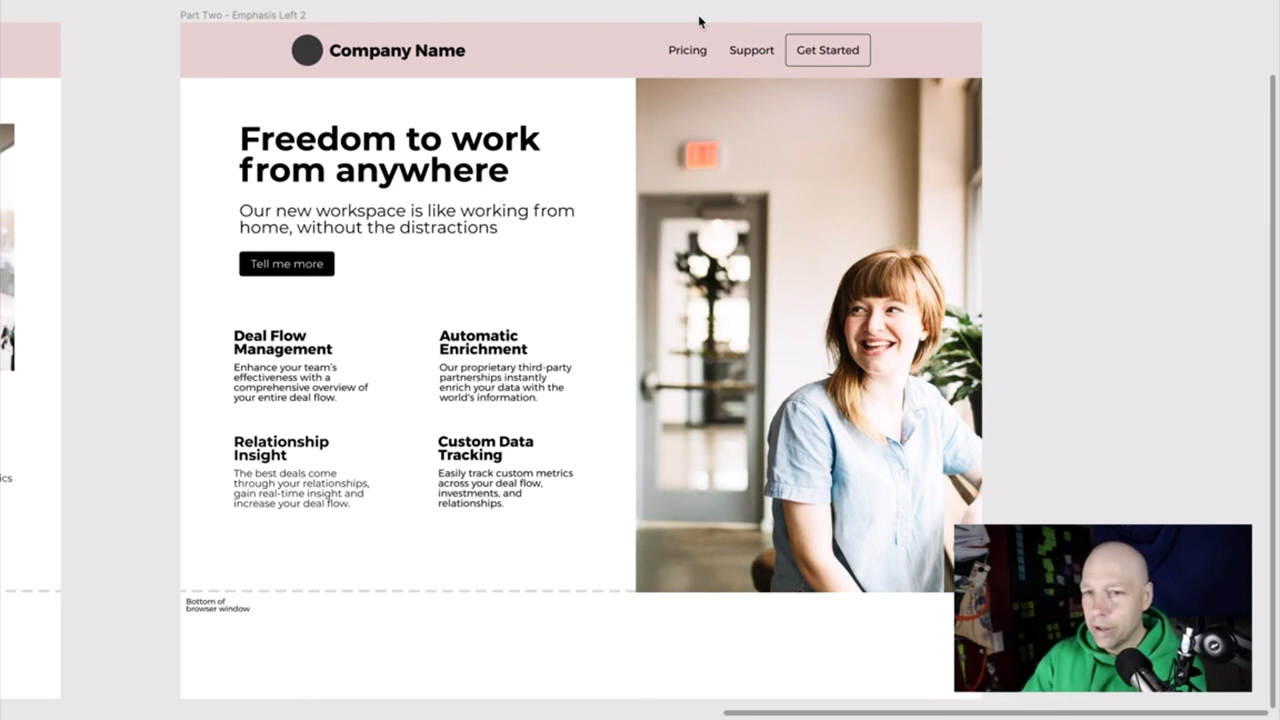 Part Two - Emphasis Left 2
Company Name
Pricing
Support
Get Started
Freedom to work
from anywhere
Our new workspace is like working from
home, without the distractions
Tell me more
Deal Flow
Management
Enhance your team's
effectiveness with a
comprehensive overview of
your entire deal flow.
Automatic
Enrichment
Our proprietary third-party
partnerships instantly
enrich your data with the
world's information.
Relationship
Insight
The best deals come
through your relationships,
gain real-time insight and
increase your deal flow.
Custom Data
Tracking
Easily track custom metrics
across your deal flow,
investments, and
relationships.
ics
Bottom of
browser window